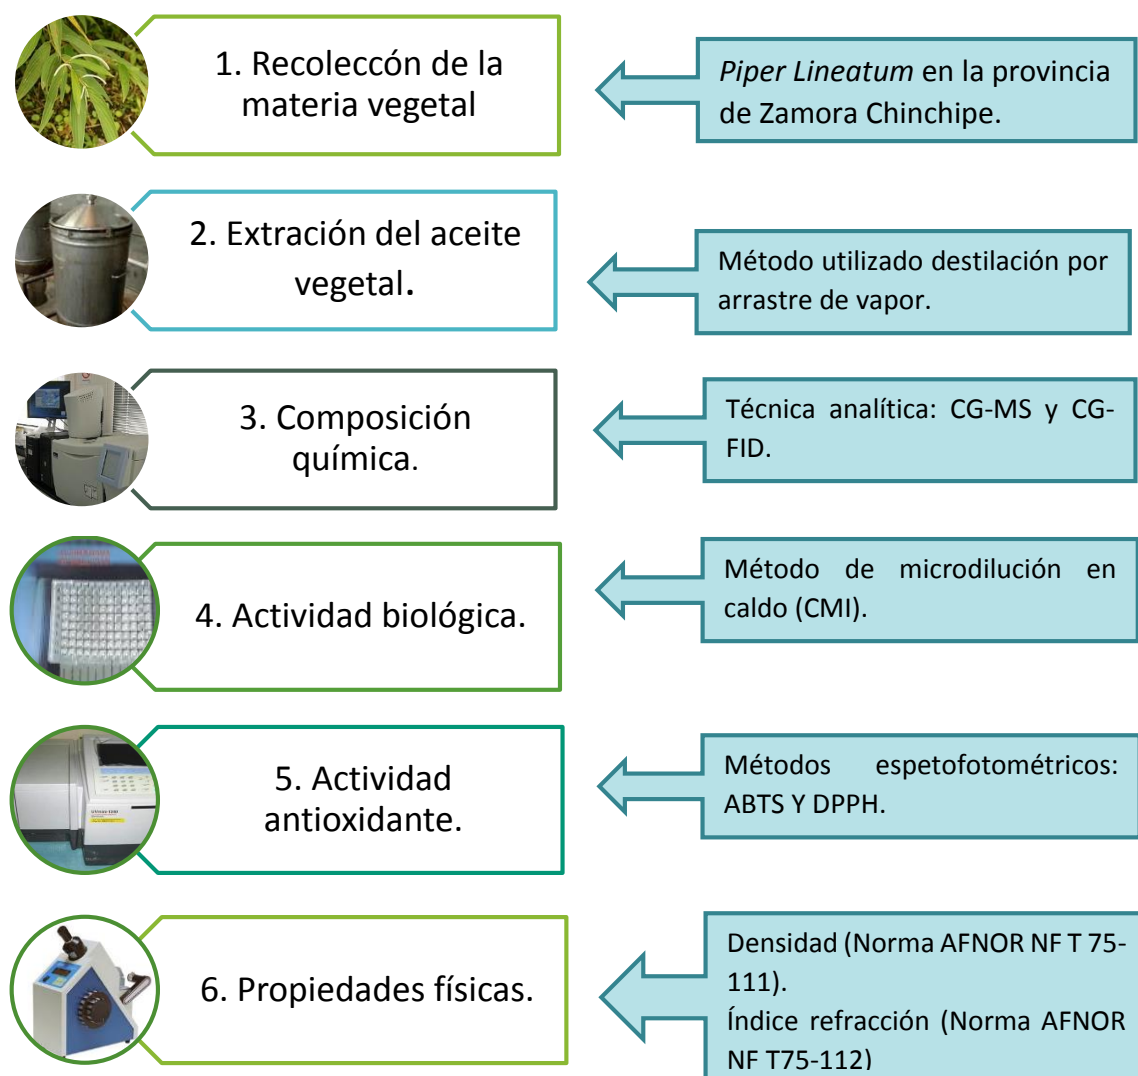 1. Recoleccón de la
materia vegetal
Piper Lineatum en la provincia
de Zamora Chinchipe.
2. Extración del aceite
vegetal.
Método utilizado destilación por
arrastre de vapor.
3. Composición
química.
Técnica analítica: CG-MS y CG-
FID.
4. Actividad biológica.
Método de microdilución en
caldo (CMI).
5. Actividad
antioxidante.
Métodos espetofotométricos:
ABTS Y DPPH.
6. Propiedades físicas.
Densidad (Norma AFNOR NF T 75-
111).
Índice refracción (Norma AFNOR
NF T75-112)